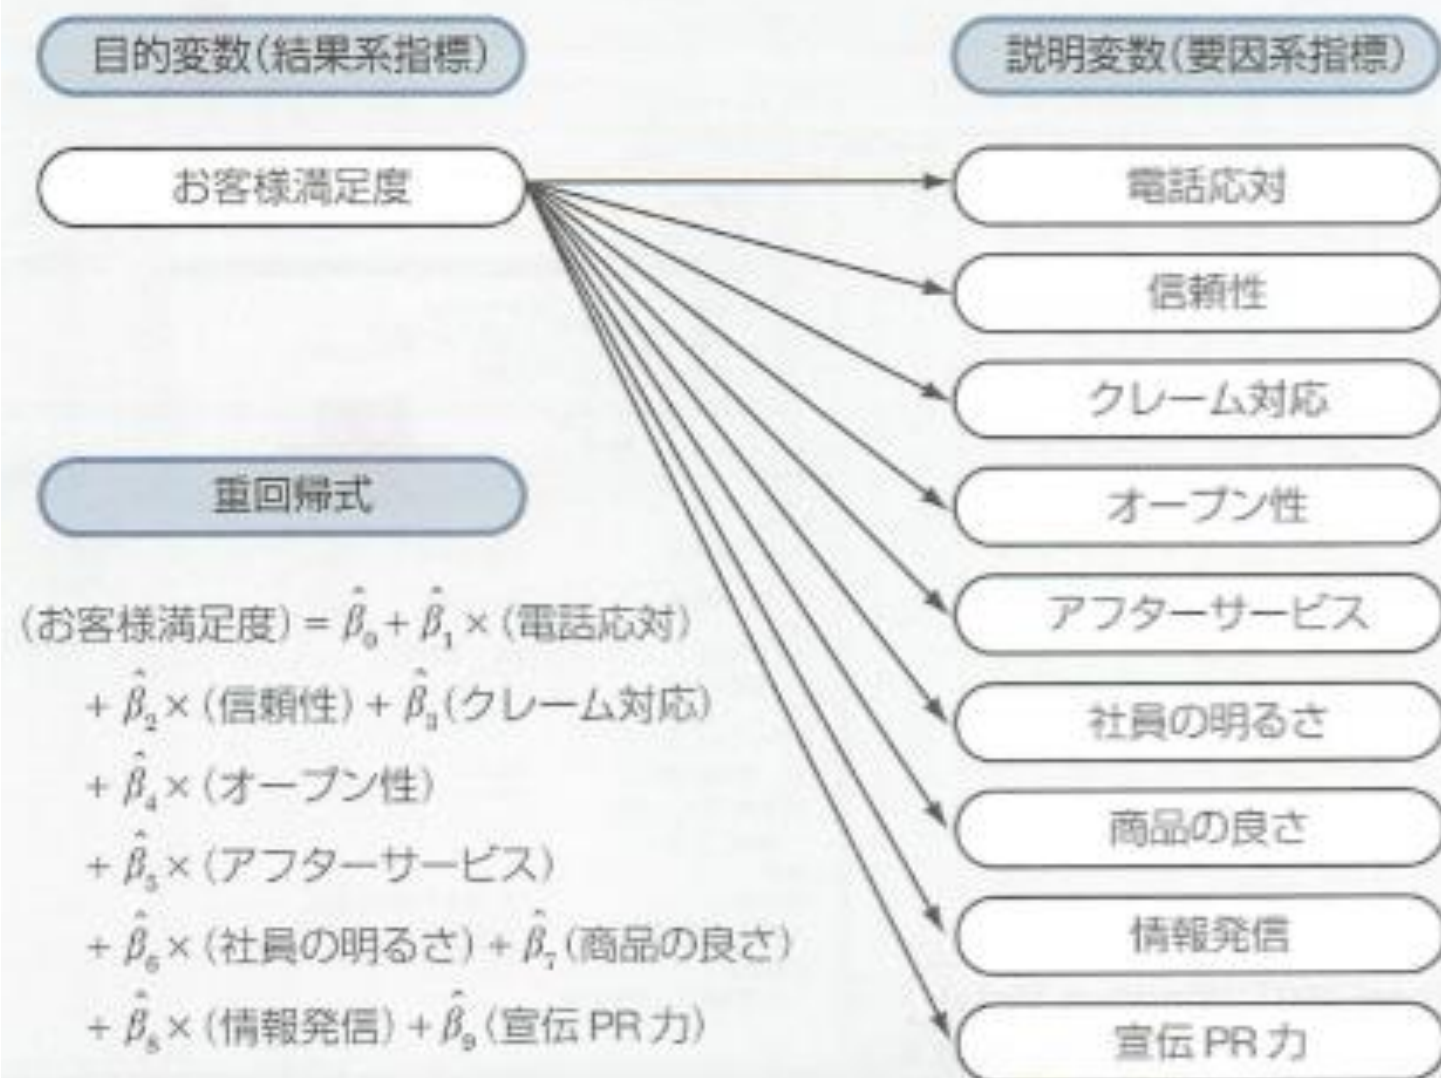 目的変数(結果系指標)
お客様満足度
説明変数(要因系指標)
電話応対
信頼性
クレーム対応
オープン性
アフターサービス
社員の明るさ
商品の良さ
情報発信
宣伝 PR 力
重回帰式
(お客様満足度) = β̂₀ + β̂₁ × (電話応対)
+ β̂₂ × (信頼性) + β̂₃(クレーム対応)
+ β̂₄ × (オープン性)
+ β̂₅ × (アフターサービス)
+ β̂₆ × (社員の明るさ) + β̂₇(商品の良さ)
+ β̂₈ × (情報発信) + β̂₉(宣伝 PR 力)